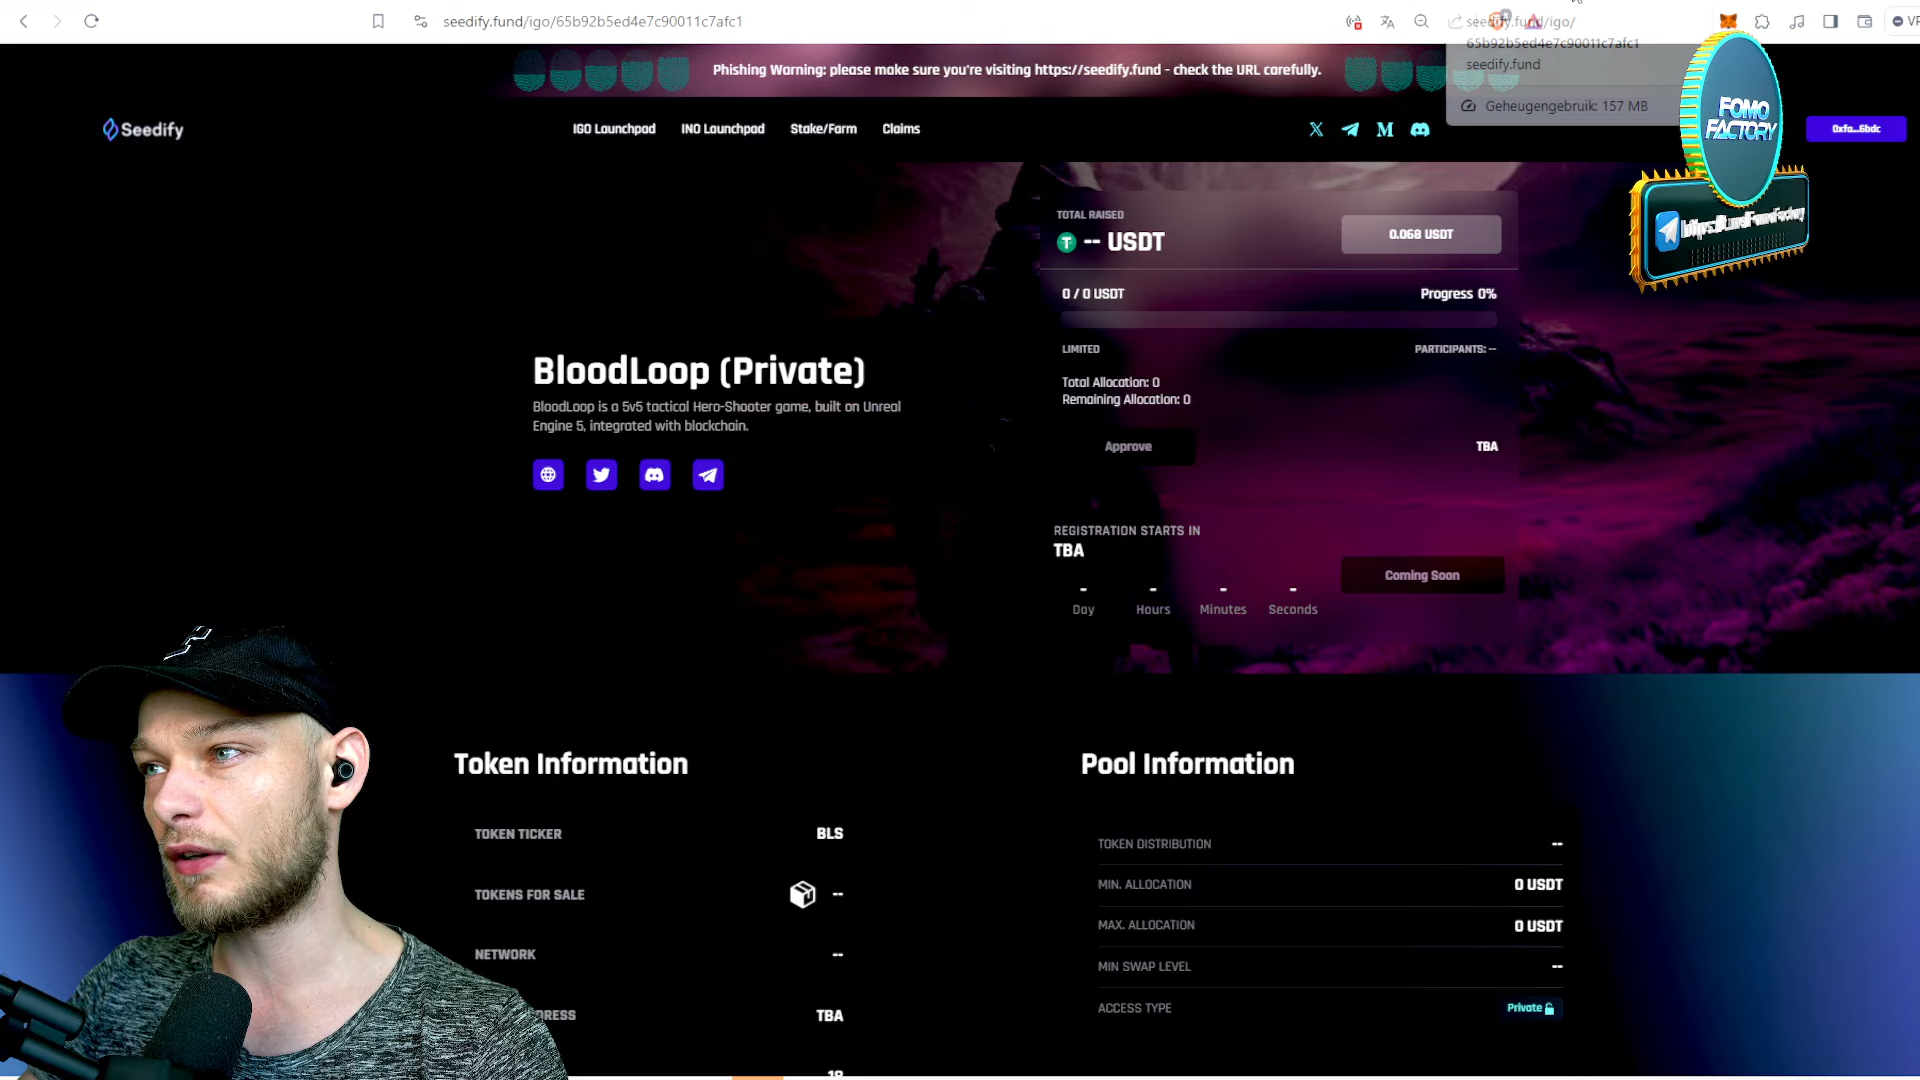 seedify.fund/igo/65b92b5ed4e7c90011c7afc1
seedify.fund/igo/
65b92b5ed4e7c90011c7afc1
seedify.fund
Geheugengebruik: 157 MB
Phishing Warning: please make sure you're visiting https://seedify.fund - check the URL carefully.
Seedify
IGO Launchpad
INO Launchpad
Stake/Farm
Claims
0xfa...6bdc
FOMO
FACTORY
TOTAL RAISED
-- USDT
0.068 USDT
0 / 0 USDT
Progress 0%
LIMITED
PARTICIPANTS: --
Total Allocation: 0
Remaining Allocation: 0
Approve
TBA
BloodLoop (Private)
BloodLoop is a 5v5 tactical Hero-Shooter game, built on Unreal
Engine 5, integrated with blockchain.
REGISTRATION STARTS IN
TBA
- - - -
Day Hours Minutes Seconds
Coming Soon
Token Information
TOKEN TICKER
BLS
TOKENS FOR SALE
--
NETWORK
--
DRESS
TBA
18
Pool Information
TOKEN DISTRIBUTION
--
MIN. ALLOCATION
0 USDT
MAX. ALLOCATION
0 USDT
MIN SWAP LEVEL
--
ACCESS TYPE
Private